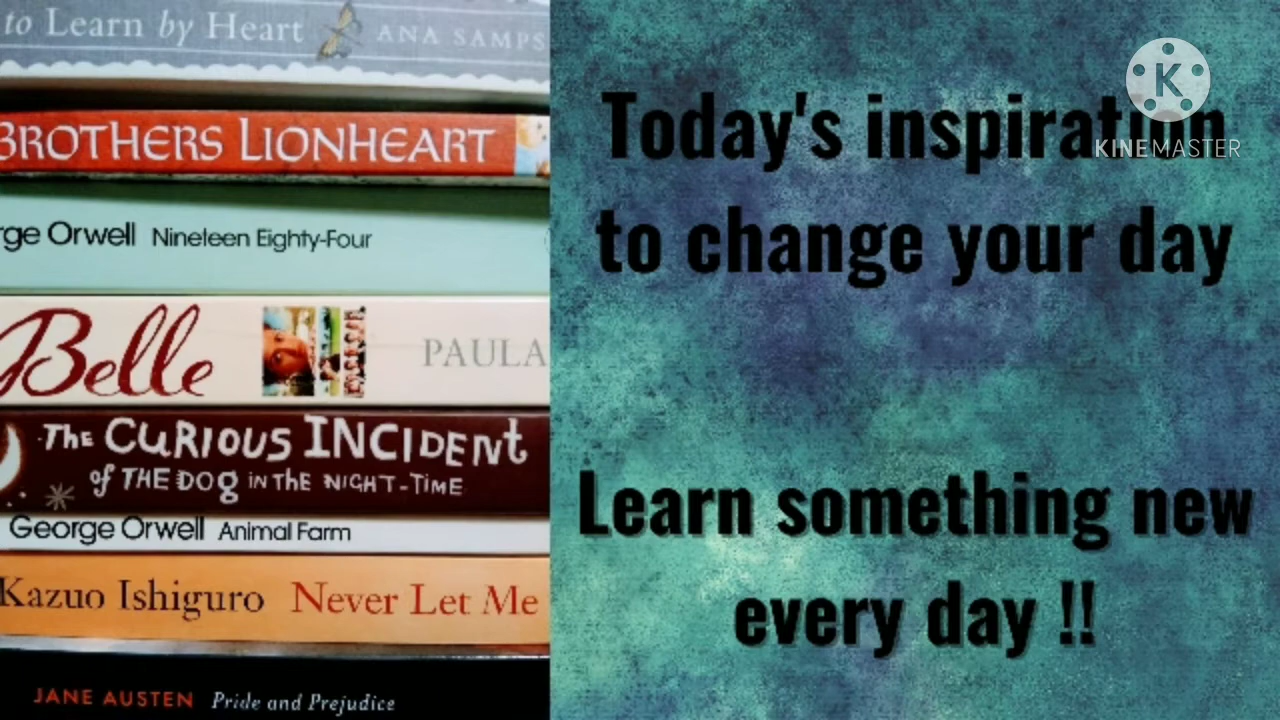 to Learn by Heart ANA SAMPS
BROTHERS LIONHEART
rge Orwell Nineteen Eighty-Four
Belle PAULA
THE CURIOUS INCIDENT
of THE DOG IN THE NIGHT-TIME
George Orwell Animal Farm
Kazuo Ishiguro Never Let Me
JANE AUSTEN Pride and Prejudice
Today's inspiration
to change your day
Learn something new
every day !!
K
KINEMASTER